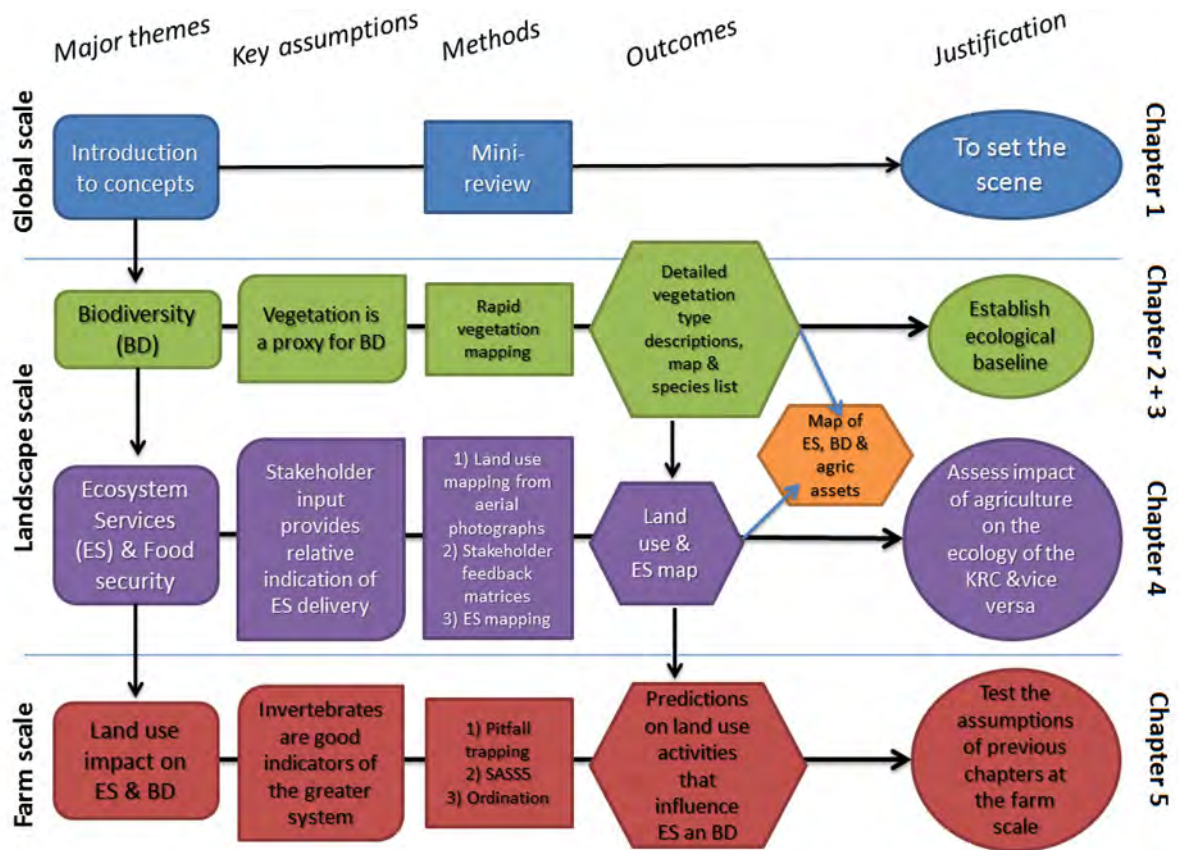 Major themes
Key assumptions
Methods
Outcomes
Justification
Global scale
Introduction
to concepts
Mini-
review
To set the
scene
Chapter 1
Landscape scale
Biodiversity
(BD)
Vegetation is
a proxy for BD
Rapid
vegetation
mapping
Detailed
vegetation
type
descriptions,
map &
species list
Establish
ecological
baseline
Chapter 2 + 3
Map of
ES, BD &
agric
assets
Ecosystem
Services
(ES) & Food
security
Stakeholder
input
provides
relative
indication of
ES delivery
1) Land use
mapping from
aerial
photographs
2) Stakeholder
feedback
matrices
3) ES mapping
Land
use &
ES map
Assess impact
of agriculture
on the
ecology of the
KRC &vice
versa
Chapter 4
Farm scale
Land use
impact on
ES & BD
Invertebrates
are good
indicators of
the greater
system
1) Pitfall
trapping
2) SASS5
3) Ordination
Predictions
on land use
activities
that
influence
ES an BD
Test the
assumptions
of previous
chapters at
the farm
scale
Chapter 5